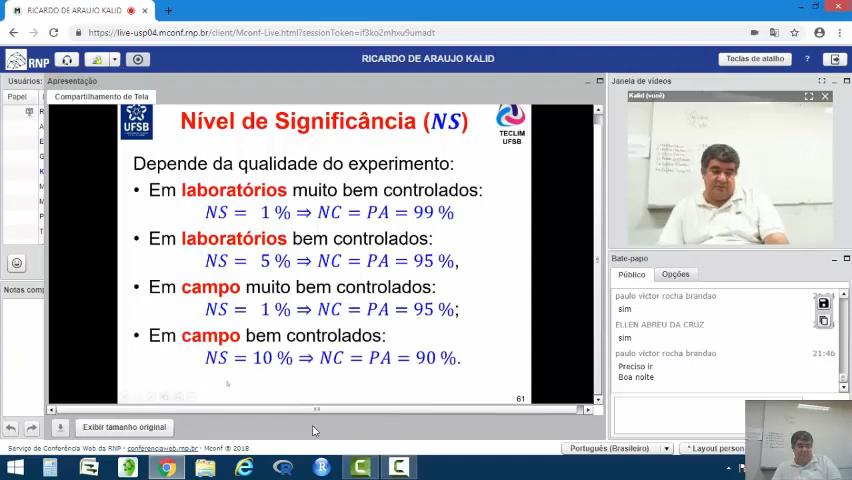 RICARDO DE ARAUJO KALID
https://live-usp04.mconf.rnp.br/client/Mconf-Live.html?sessionToken=if3ko2mhxv9umadt
RNP
RICARDO DE ARAUJO KALID
Teclas de atalho
?
Usuários:
Apresentação
Janela de vídeos
Papel
Compartilhamento de Tela
Kalid (você)
UFSB
Nível de Significância (NS)
TECLIM
UFSB
Depende da qualidade do experimento:
• Em laboratórios muito bem controlados:
NS = 1 % ⇒ NC = PA = 99 %
• Em laboratórios bem controlados:
NS = 5 % ⇒ NC = PA = 95 %,
• Em campo muito bem controlados:
NS = 1 % ⇒ NC = PA = 95 %;
• Em campo bem controlados:
NS = 10 % ⇒ NC = PA = 90 %.
61
Notas comp
Bate-papo
Público
Opções
paulo victor rocha brandao
sim
ELLEN ABREU DA CRUZ
sim
paulo victor rocha brandao 21:46
Preciso ir
Boa noite
Exibir tamanho original
Serviço de Conferência Web da RNP - conferenciaweb.rnp.br - Mconf @ 2018
Português (Brasileiro)
* Layout person